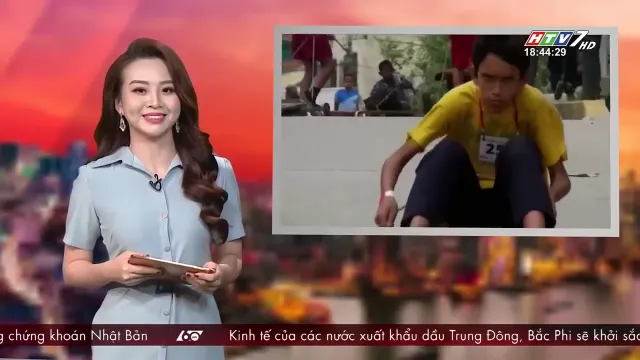 HTV7 HD
18:44:29
25
g chứng khoán Nhật Bản 60 Kinh tế của các nước xuất khẩu dầu Trung Đông, Bắc Phi sẽ khởi sắ